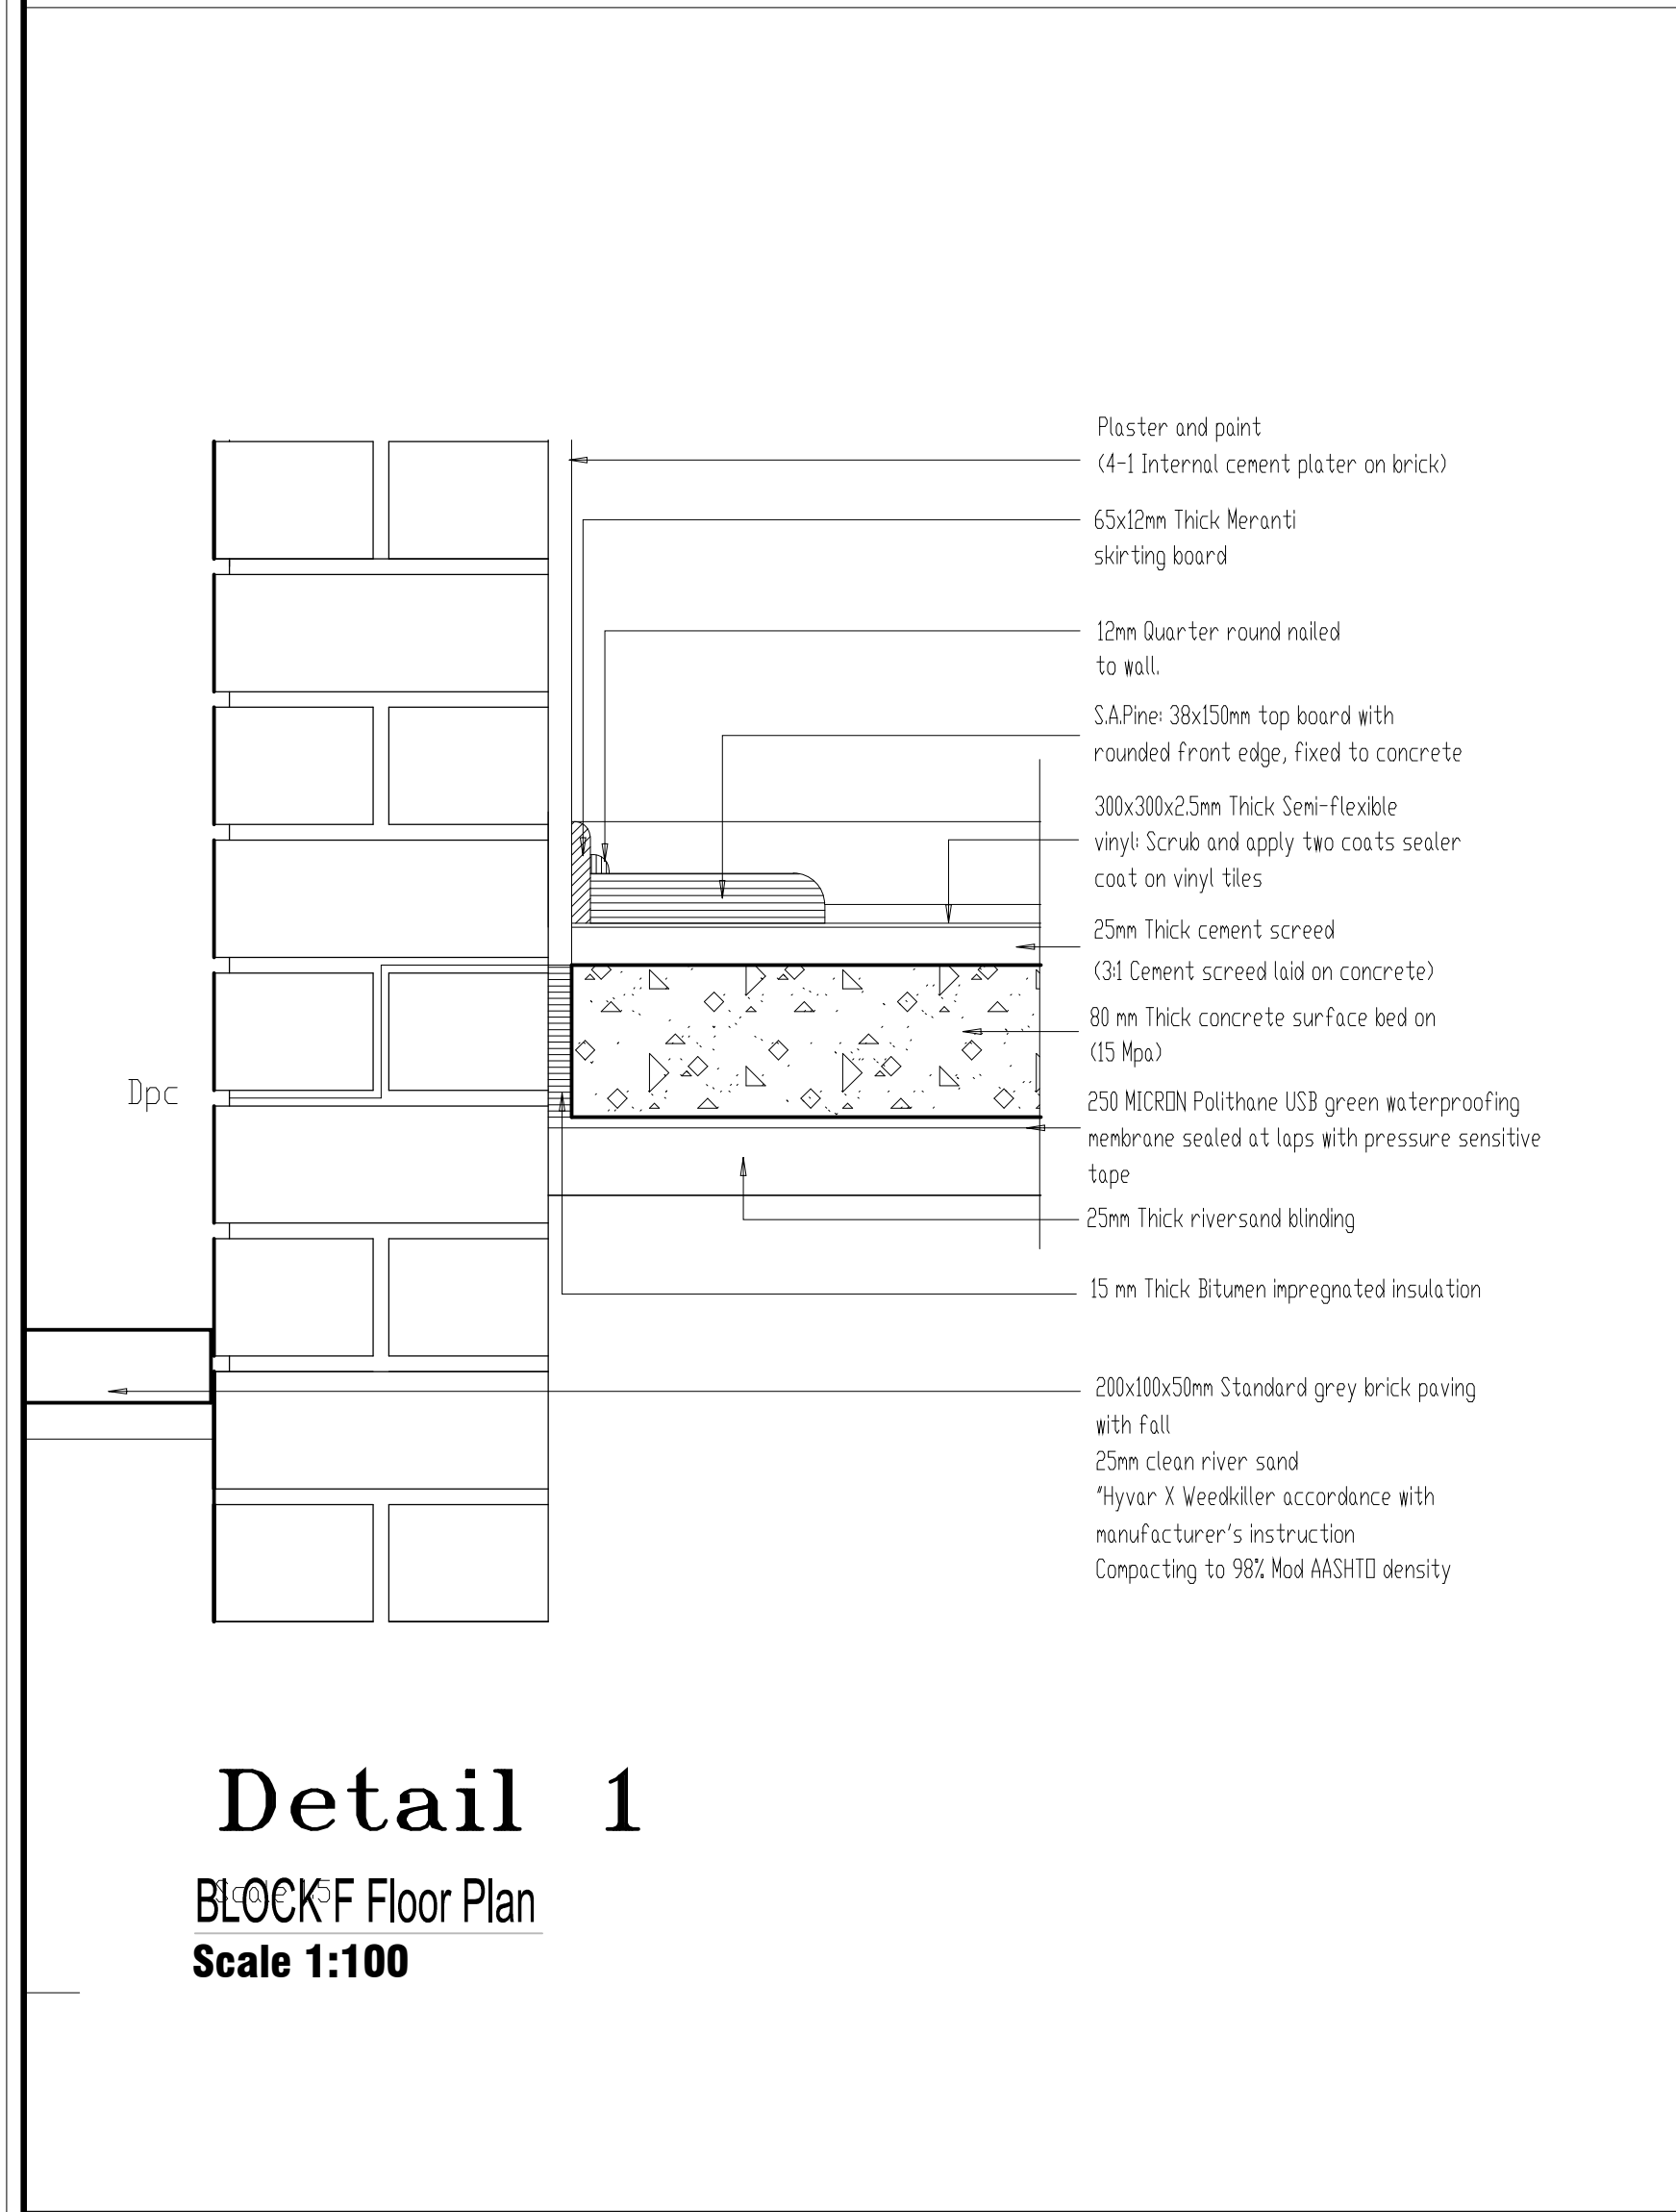 Plaster and paint
(4-1 Internal cement plater on brick)
65x12mm Thick Meranti
skirting board
12mm Quarter round nailed
to wall.
S.A.Pine: 38x150mm top board with
rounded front edge, fixed to concrete
300x300x2.5mm Thick Semi-flexible
vinyl: Scrub and apply two coats sealer
coat on vinyl tiles
25mm Thick cement screed
(3:1 Cement screed laid on concrete)
80 mm Thick concrete surface bed on
(15 Mpa)
Dpc
250 MICRON Polithane USB green waterproofing
membrane sealed at laps with pressure sensitive
tape
25mm Thick riversand blinding
15 mm Thick Bitumen impregnated insulation
200x100x50mm Standard grey brick paving
with fall
25mm clean river sand
"Hyvar X Weedkiller accordance with
manufacturer's instruction
Compacting to 98% Mod AASHTO density
Detail 1
BLOCK F Floor Plan
Scale 1:100